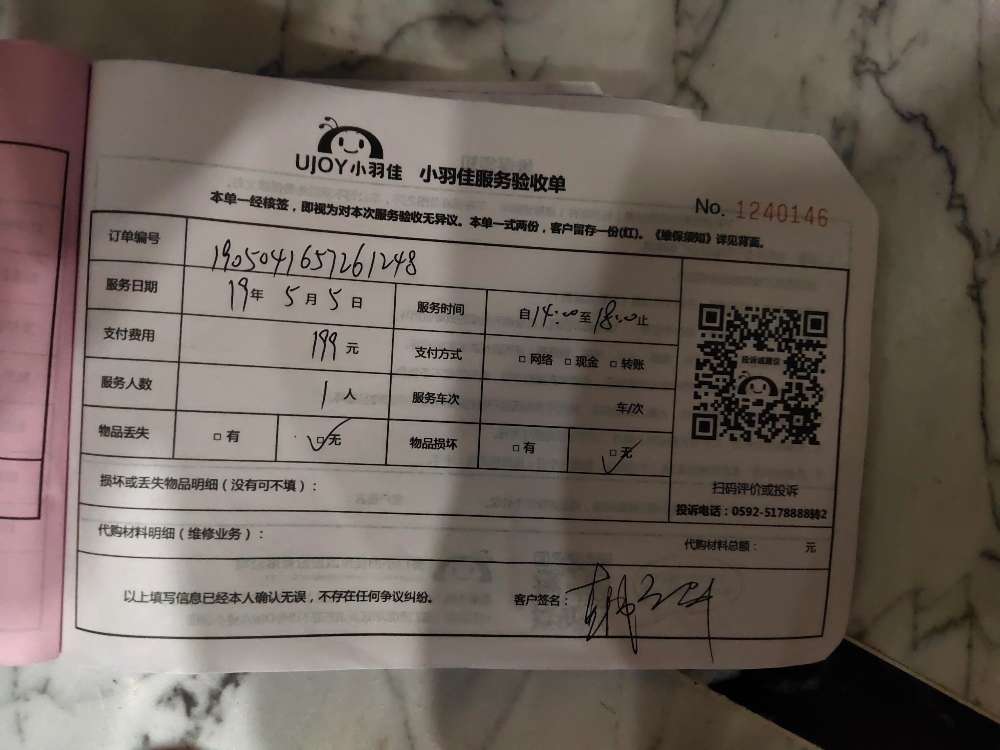 UJOY小羽佳 小羽佳服务验收单
No. 1240146
本单一经核签，即视为对本次服务验收无异议。本单一式两份，客户留存一份(红)。《维保须知》详见背面。
订单编号 1905041657261248
服务日期 19年 5月 5日 服务时间 自14:00至18:00止
支付费用 199元 支付方式 □网络 □现金 □转账
服务人数 1人 服务车次 车/次
物品丢失 □有 □无 物品损坏 □有 □无
投诉或建议
扫码评价或投诉
投诉电话：0592-5178888转2
损坏或丢失物品明细（没有可不填）：
代购材料明细（维修业务）： 代购材料总额： 元
以上填写信息已经本人确认无误，不存在任何争议纠纷。 客户签名：